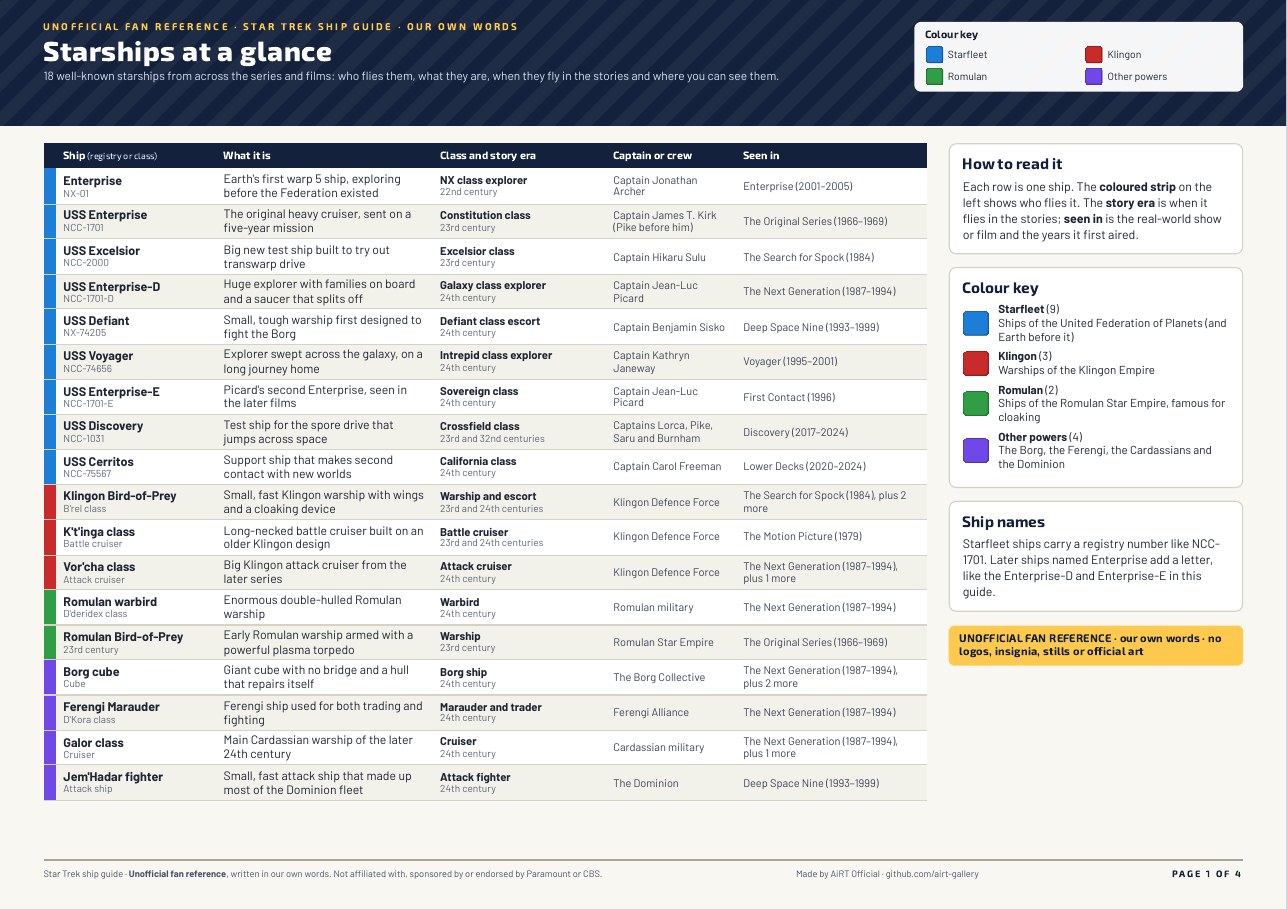 UNOFFICIAL FAN REFERENCE · STAR TREK SHIP GUIDE · OUR OWN WORDS
Starships at a glance
18 well-known starships from across the series and films: who flies them, what they are, when they fly in the stories and where you can see them.
Colour key
Starfleet
Klingon
Romulan
Other powers
Ship (registry or class) What it is Class and story era Captain or crew Seen in
Enterprise
NX-01
Earth's first warp 5 ship, exploring
before the Federation existed
NX class explorer
22nd century
Captain Jonathan
Archer
Enterprise (2001–2005)
USS Enterprise
NCC-1701
The original heavy cruiser, sent on a
five-year mission
Constitution class
23rd century
Captain James T. Kirk
(Pike before him)
The Original Series (1966–1969)
USS Excelsior
NCC-2000
Big new test ship built to try out
transwarp drive
Excelsior class
23rd century
Captain Hikaru Sulu
The Search for Spock (1984)
USS Enterprise-D
NCC-1701-D
Huge explorer with families on board
and a saucer that splits off
Galaxy class explorer
24th century
Captain Jean-Luc
Picard
The Next Generation (1987–1994)
USS Defiant
NX-74205
Small, tough warship first designed to
fight the Borg
Defiant class escort
24th century
Captain Benjamin Sisko
Deep Space Nine (1993–1999)
USS Voyager
NCC-74656
Explorer swept across the galaxy, on a
long journey home
Intrepid class explorer
24th century
Captain Kathryn
Janeway
Voyager (1995–2001)
USS Enterprise-E
NCC-1701-E
Picard's second Enterprise, seen in
the later films
Sovereign class
24th century
Captain Jean-Luc
Picard
First Contact (1996)
USS Discovery
NCC-1031
Test ship for the spore drive that
jumps across space
Crossfield class
23rd and 32nd centuries
Captains Lorca, Pike,
Saru and Burnham
Discovery (2017–2024)
USS Cerritos
NCC-75567
Support ship that makes second
contact with new worlds
California class
24th century
Captain Carol Freeman
Lower Decks (2020–2024)
Klingon Bird-of-Prey
B'rel class
Small, fast Klingon warship with wings
and a cloaking device
Warship and escort
23rd and 24th centuries
Klingon Defence Force
The Search for Spock (1984), plus 2
more
K't'inga class
Battle cruiser
Long-necked battle cruiser built on an
older Klingon design
Battle cruiser
23rd and 24th centuries
Klingon Defence Force
The Motion Picture (1979)
Vor'cha class
Attack cruiser
Big Klingon attack cruiser from the
later series
Attack cruiser
24th century
Klingon Defence Force
The Next Generation (1987–1994),
plus 1 more
Romulan warbird
D'deridex class
Enormous double-hulled Romulan
warship
Warbird
24th century
Romulan military
The Next Generation (1987–1994)
Romulan Bird-of-Prey
23rd century
Early Romulan warship armed with a
powerful plasma torpedo
Warship
23rd century
Romulan Star Empire
The Original Series (1966–1969)
Borg cube
Cube
Giant cube with no bridge and a hull
that repairs itself
Borg ship
24th century
The Borg Collective
The Next Generation (1987–1994),
plus 2 more
Ferengi Marauder
D'Kora class
Ferengi ship used for both trading and
fighting
Marauder and trader
24th century
Ferengi Alliance
The Next Generation (1987–1994)
Galor class
Cruiser
Main Cardassian warship of the later
24th century
Cruiser
24th century
Cardassian military
The Next Generation (1987–1994),
plus 1 more
Jem'Hadar fighter
Attack ship
Small, fast attack ship that made up
most of the Dominion fleet
Attack fighter
24th century
The Dominion
Deep Space Nine (1993–1999)
How to read it
Each row is one ship. The coloured strip on the
left shows who flies it. The story era is when it
flies in the stories; seen in is the real-world show
or film and the years it first aired.
Colour key
Starfleet (9)
Ships of the United Federation of Planets (and
Earth before it)
Klingon (3)
Warships of the Klingon Empire
Romulan (2)
Ships of the Romulan Star Empire, famous for
cloaking
Other powers (4)
The Borg, the Ferengi, the Cardassians and
the Dominion
Ship names
Starfleet ships carry a registry number like NCC-
1701. Later ships named Enterprise add a letter,
like the Enterprise-D and Enterprise-E in this
guide.
UNOFFICIAL FAN REFERENCE · our own words · no
logos, insignia, stills or official art
Star Trek ship guide · Unofficial fan reference, written in our own words. Not affiliated with, sponsored by or endorsed by Paramount or CBS.
Made by AiRT Official · github.com/airt-gallery
PAGE 1 OF 4